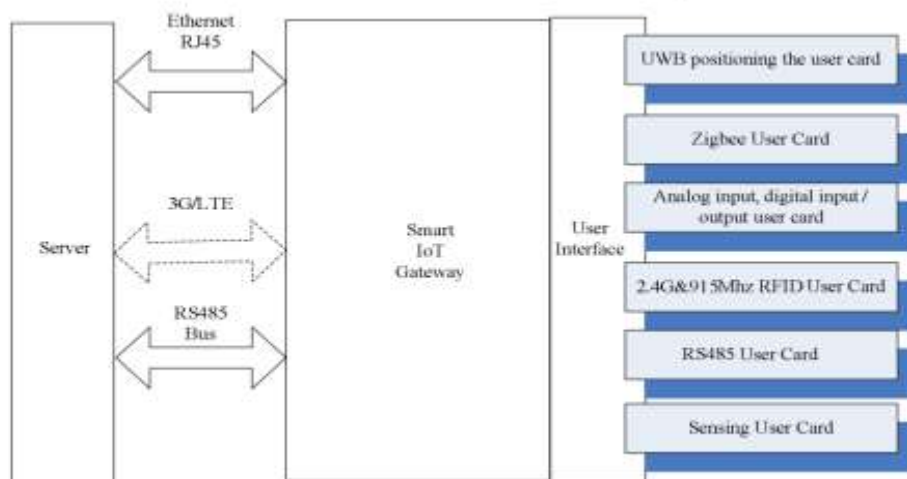 Ethernet
RJ45
UWB positioning the user card
Zigbee User Card
3G/LTE
Analog input, digital input /
output user card
Server
Smart
IoT
Gateway
User
Interface
2.4G&915Mhz RFID User Card
RS485
Bus
RS485 User Card
Sensing User Card